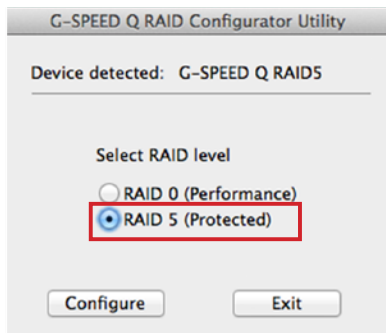 G-SPEED Q RAID Configurator Utility
Device detected: G-SPEED Q RAID5
Select RAID level
RAID 0 (Performance)
RAID 5 (Protected)
Configure Exit